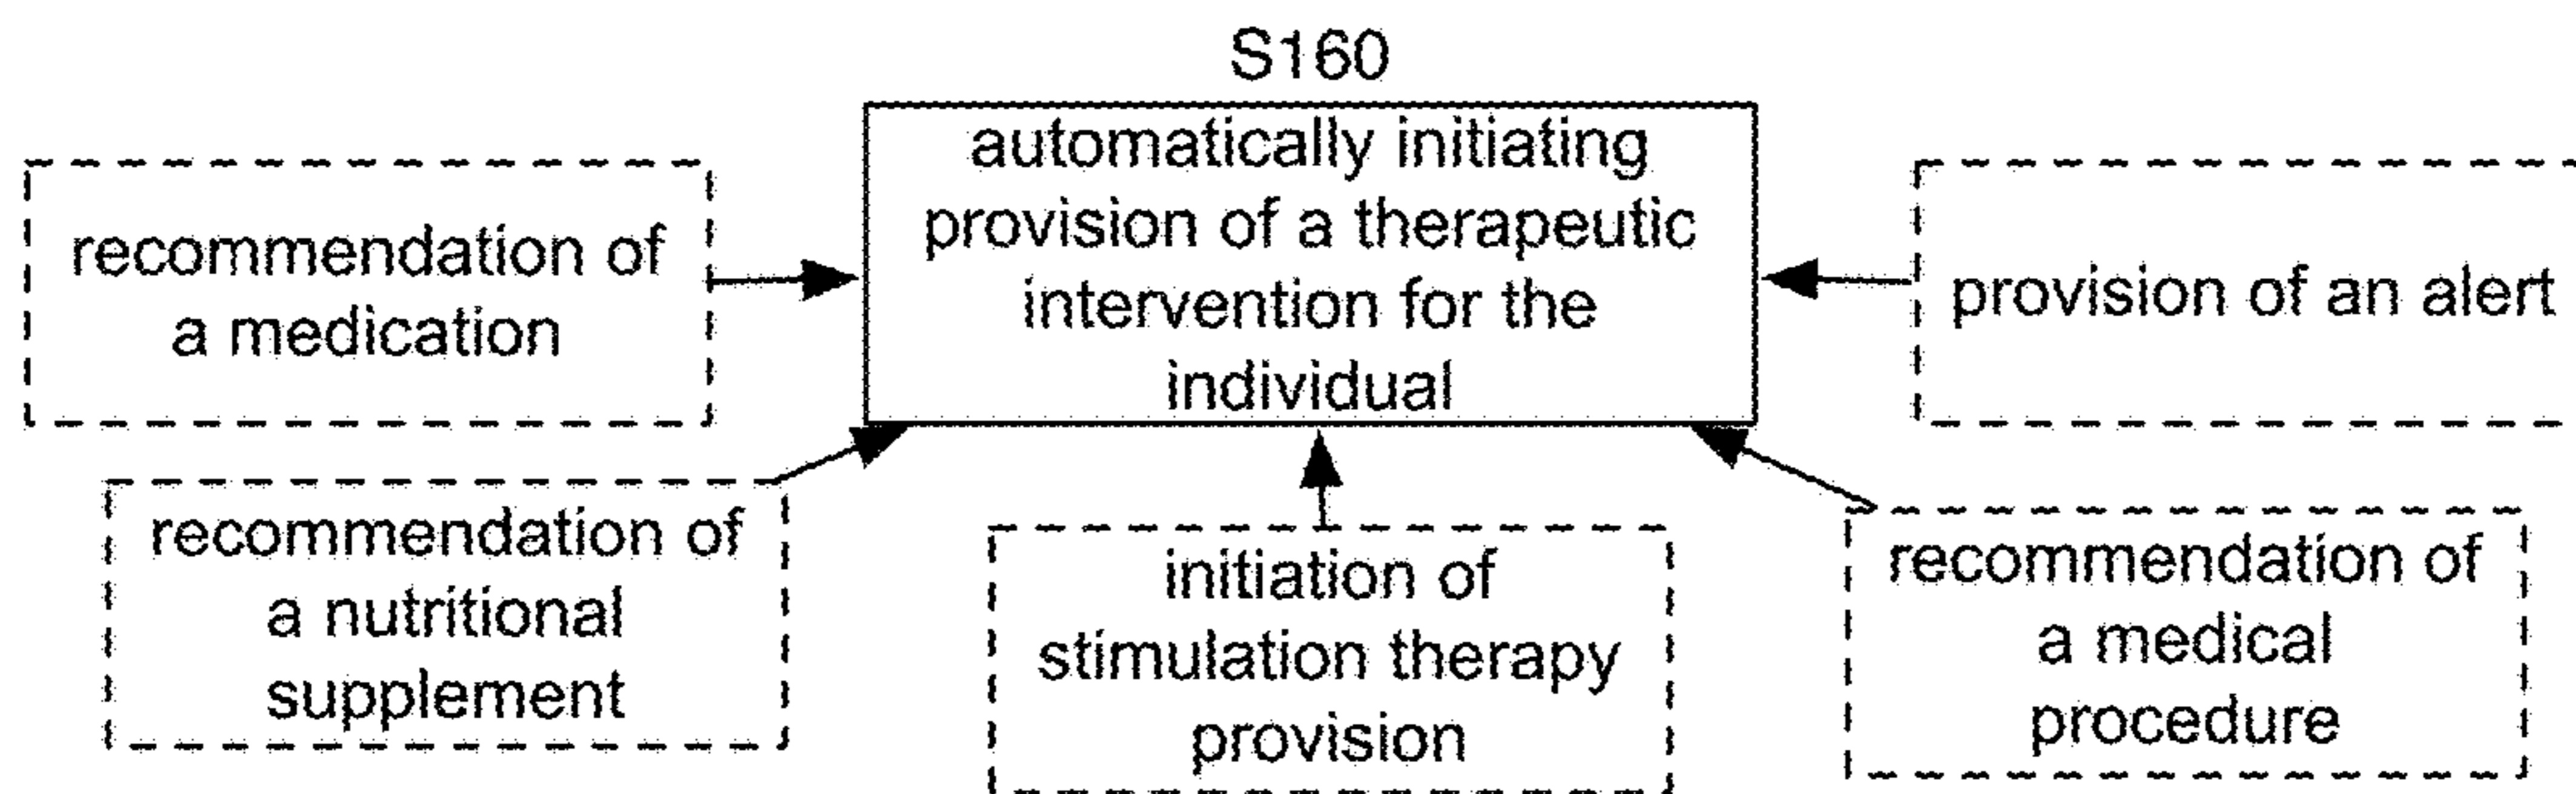 S160
automatically initiating
provision of a therapeutic
intervention for the
individual
recommendation of
a medication
provision of an alert
recommendation of
a nutritional
supplement
initiation of
stimulation therapy
provision
recommendation of
a medical
procedure